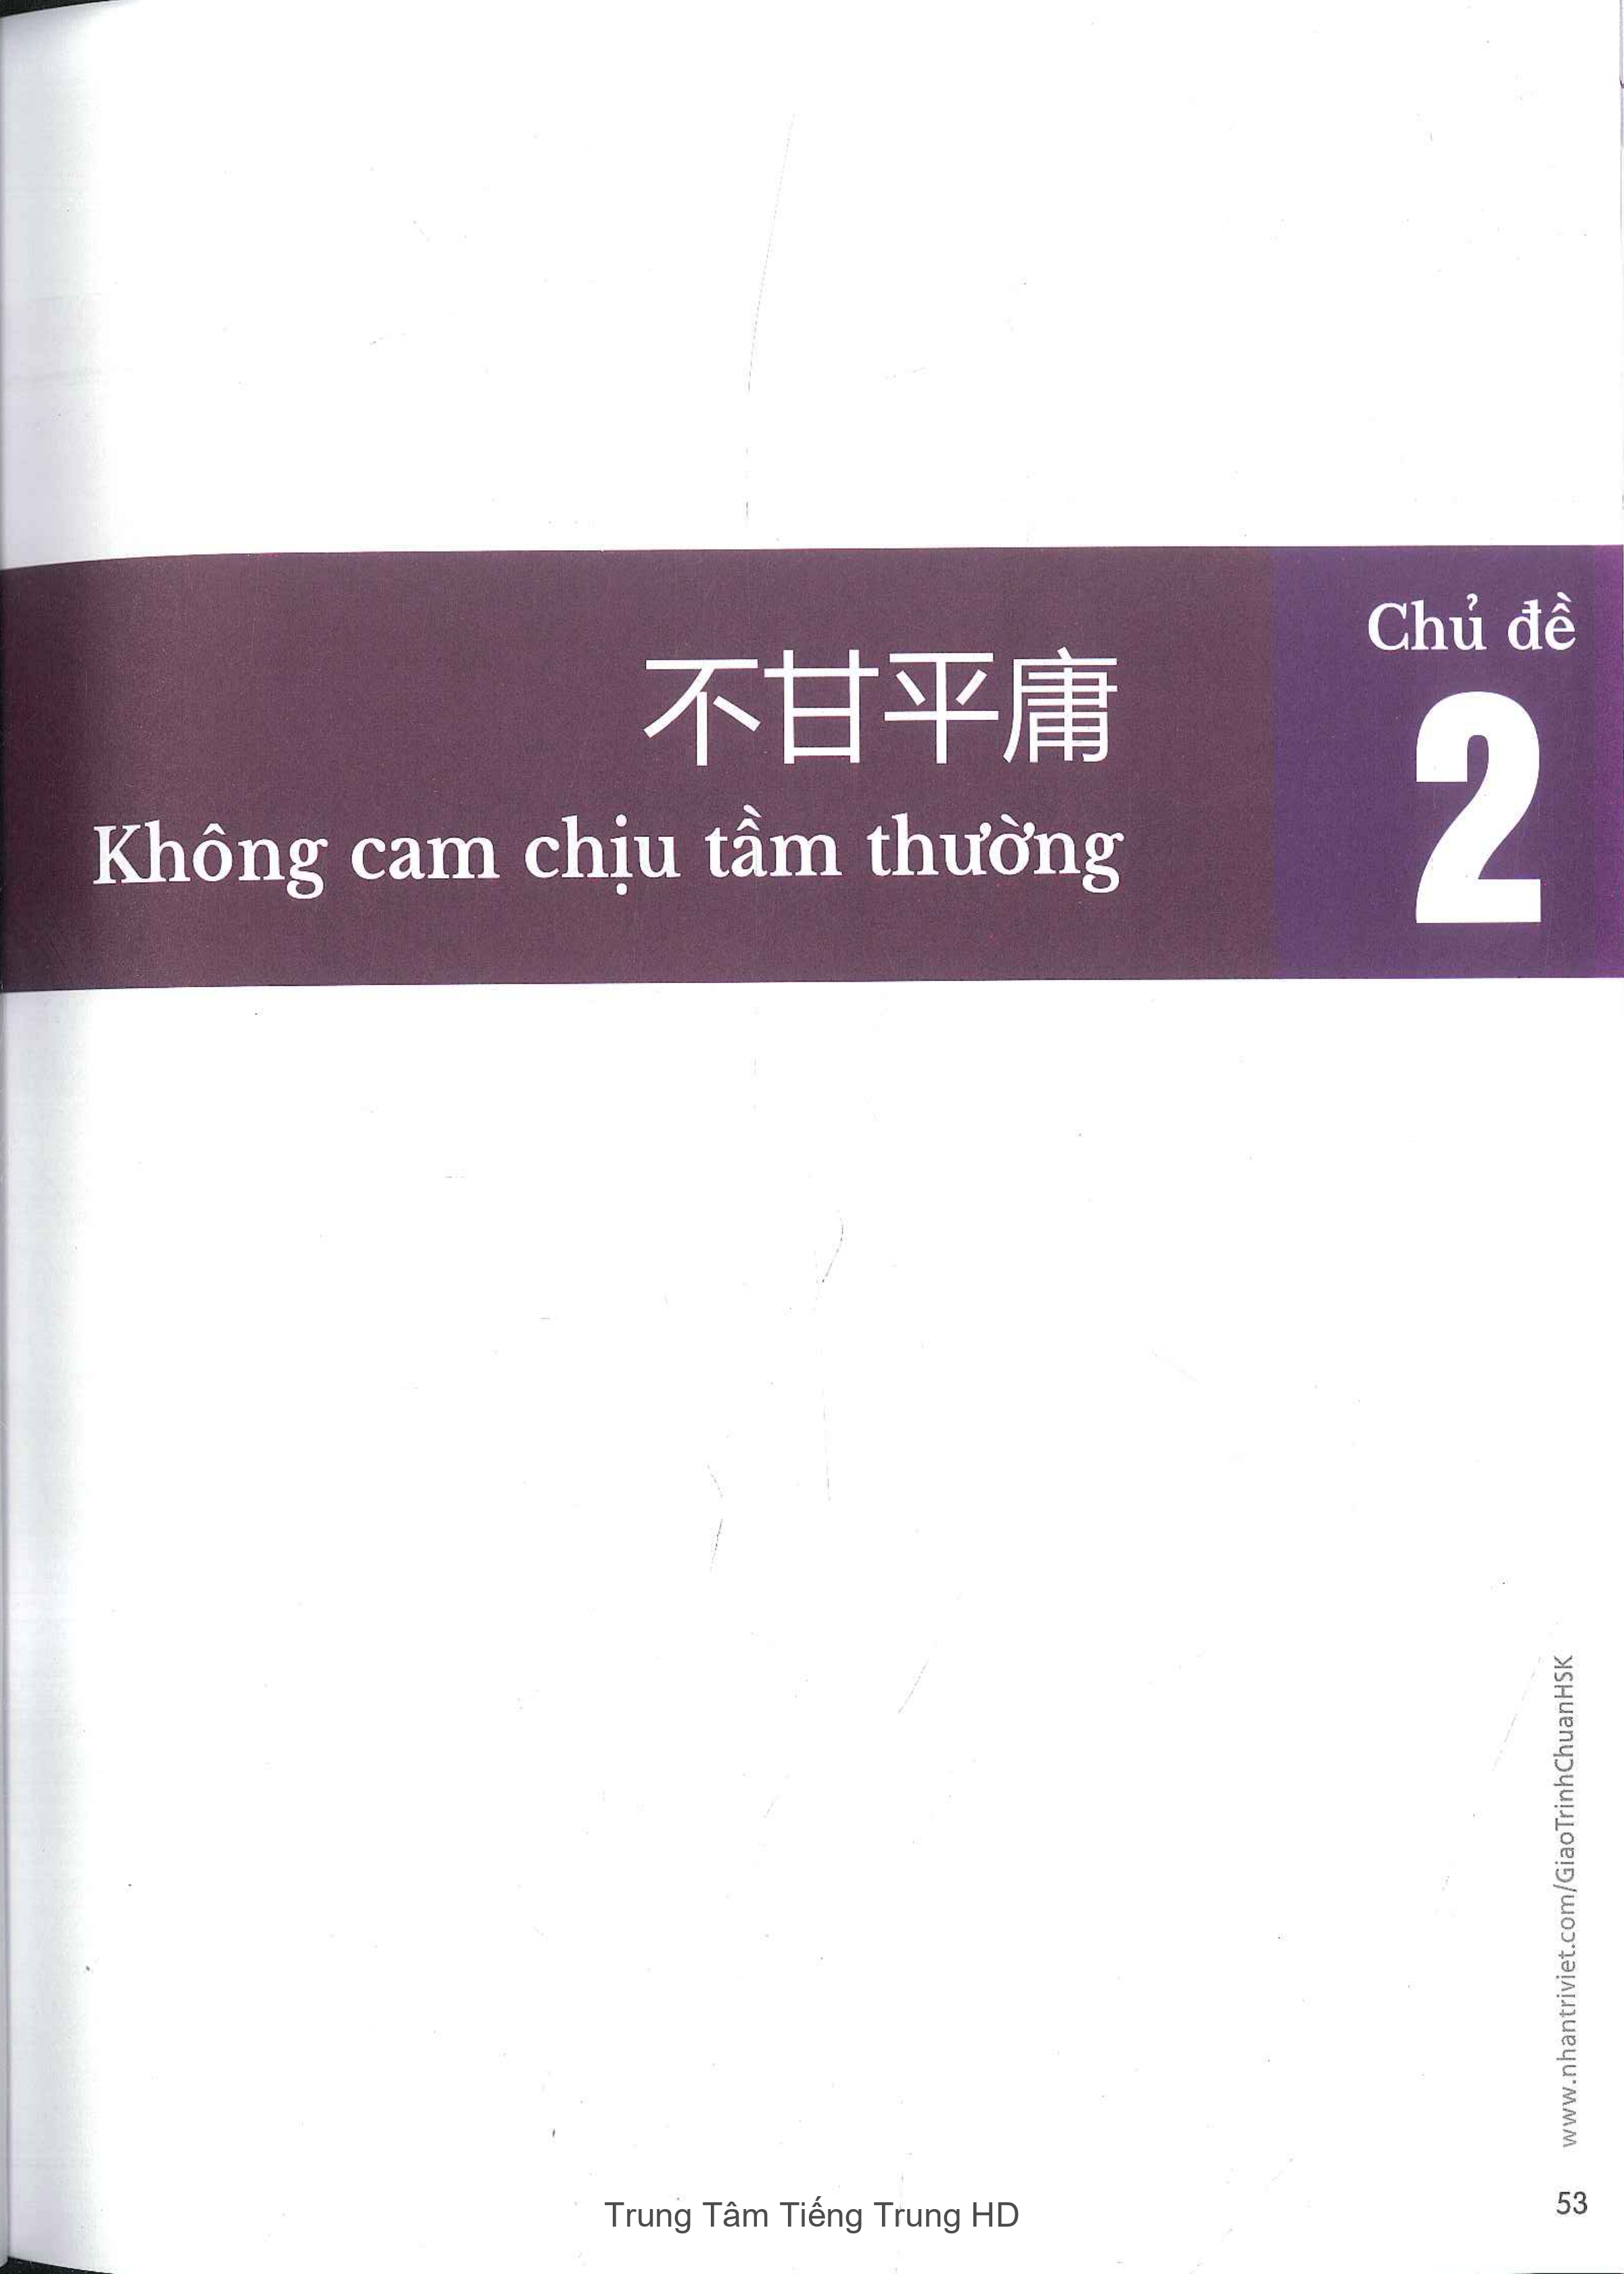 Chủ đề
2
不甘平庸
Không cam chịu tầm thường
www.nhantriviet.com/GiaoTrinhChuanHSK
53
Trung Tâm Tiếng Trung HD